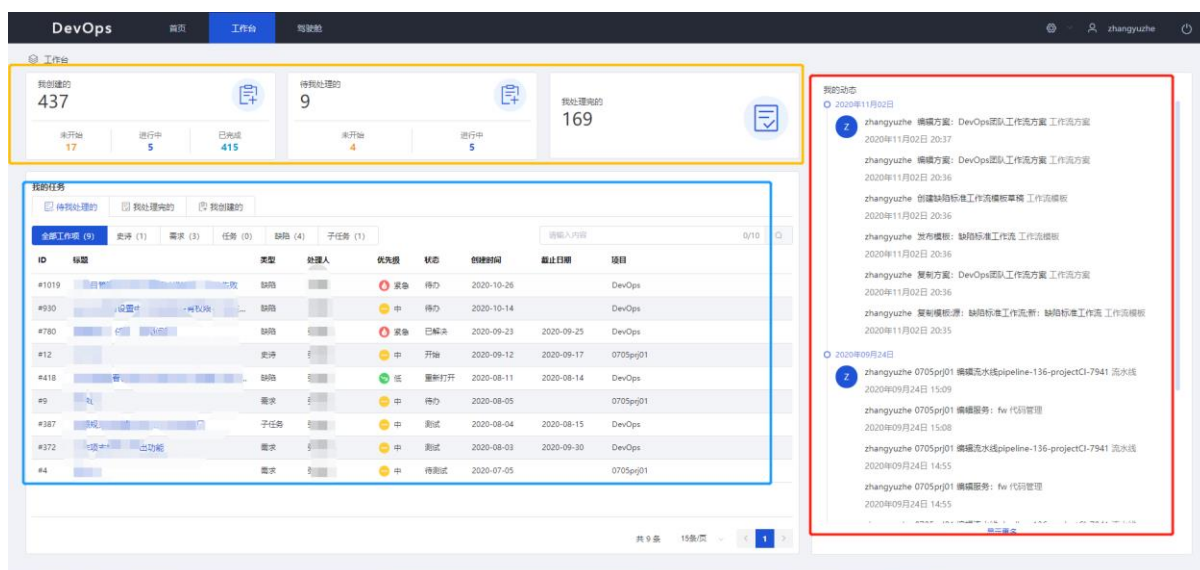 DevOps 首页 工作台 驾驶舱 zhangyuzhe
工作台
我创建的
437
未开始 进行中 已完成
17 5 415
待我处理的
9
未开始 进行中
4 5
我处理完的
169
我的任务
待我处理的 我处理完的 我创建的
全部工作项 (9) 史诗 (1) 需求 (3) 任务 (0) 缺陷 (4) 子任务 (1) 请输入内容 0/10
ID 标题 类型 处理人 优先级 状态 创建时间 截止日期 项目
#1019 缺陷 紧急 待办 2020-10-26 DevOps
#930 缺陷 中 待办 2020-10-14 DevOps
#780 缺陷 紧急 已解决 2020-09-23 2020-09-25 DevOps
#12 史诗 中 开始 2020-09-12 2020-09-17 0705prj01
#418 缺陷 低 重新打开 2020-08-11 2020-08-14 DevOps
#9 需求 中 待办 2020-08-05 0705prj01
#387 子任务 中 测试 2020-08-04 2020-08-15 DevOps
#372 出功能 需求 中 测试 2020-08-03 2020-09-30 DevOps
#4 需求 中 待测试 2020-07-05 0705prj01
共 9 条 15条/页 1
我的动态
2020年11月02日
Z
zhangyuzhe 编辑方案: DevOps团队工作流方案 工作流方案
2020年11月02日 20:37
zhangyuzhe 编辑方案: DevOps团队工作流方案 工作流方案
2020年11月02日 20:36
zhangyuzhe 创建缺陷标准工作流模板草稿 工作流模板
2020年11月02日 20:36
zhangyuzhe 发布模板: 缺陷标准工作流 工作流模板
2020年11月02日 20:36
zhangyuzhe 复制方案: DevOps团队工作流方案 工作流方案
2020年11月02日 20:36
zhangyuzhe 复制模板:源: 缺陷标准工作流;新: 缺陷标准工作流 工作流模板
2020年11月02日 20:35
2020年09月24日
Z
zhangyuzhe 0705prj01 编辑流水线pipeline-136-projectCI-7941 流水线
2020年09月24日 15:09
zhangyuzhe 0705prj01 编辑服务: fw 代码管理
2020年09月24日 15:08
zhangyuzhe 0705prj01 编辑流水线pipeline-136-projectCI-7941 流水线
2020年09月24日 14:55
zhangyuzhe 0705prj01 编辑服务: fw 代码管理
2020年09月24日 14:55
显示更多